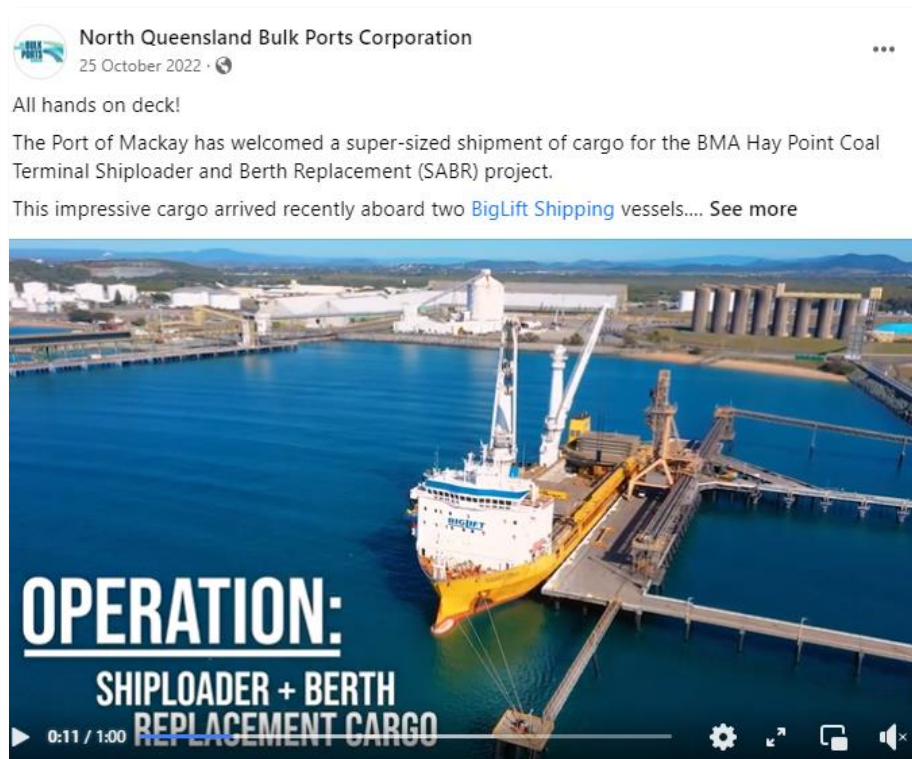 BULK
PORTS
North Queensland Bulk Ports Corporation
25 October 2022 ·
All hands on deck!
The Port of Mackay has welcomed a super-sized shipment of cargo for the BMA Hay Point Coal
Terminal Shiploader and Berth Replacement (SABR) project.
This impressive cargo arrived recently aboard two BigLift Shipping vessels.... See more
BIGLIFT
OPERATION:
SHIPLOADER + BERTH
REPLACEMENT CARGO
0:11 / 1:00